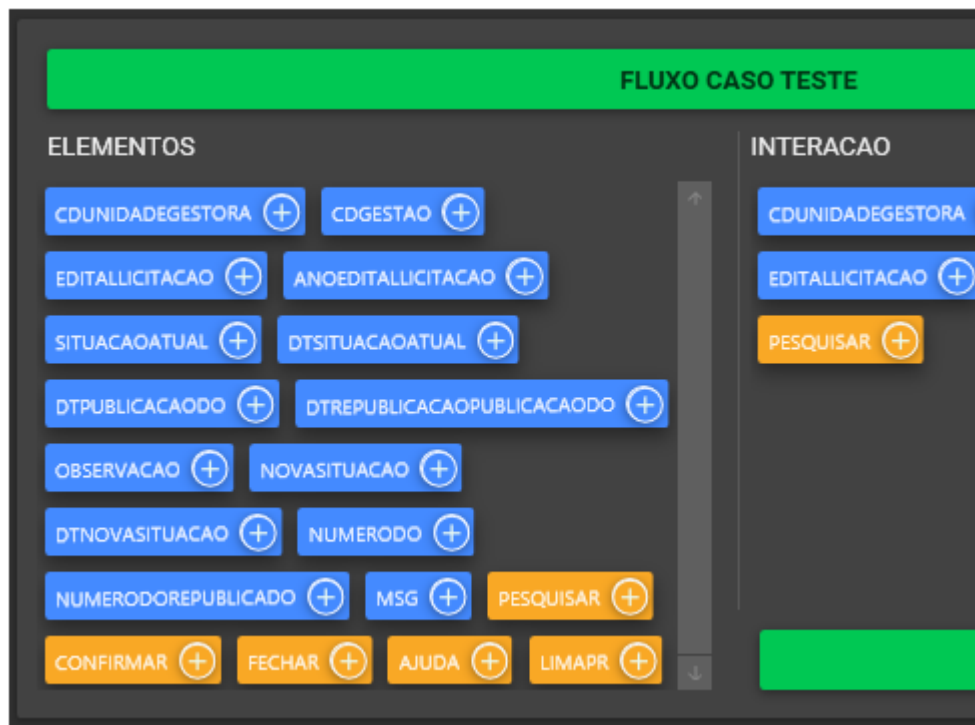 FLUXO CASO TESTE
ELEMENTOS
CDUNIDADEGESTORA CDGESTAO
EDITALLICITACAO ANOEDITALLICITACAO
SITUACAOATUAL DTSITUACAOATUAL
DTPUBLICACAODO DTREPUBLICACAOPUBLICACAODO
OBSERVACAO NOVASITUACAO
DTNOVASITUACAO NUMERODO
NUMERODOREPUBLICADO MSG PESQUISAR
CONFIRMAR FECHAR AJUDA LIMAPR
INTERACAO
CDUNIDADEGESTORA
EDITALLICITACAO
PESQUISAR